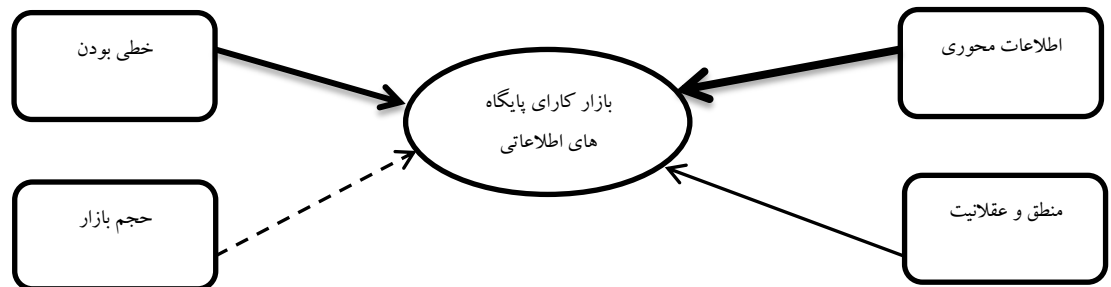 اطلاعات محوری
خطی بودن
بازار کارای پایگاه
های اطلاعاتی
منطق و عقلانیت
حجم بازار